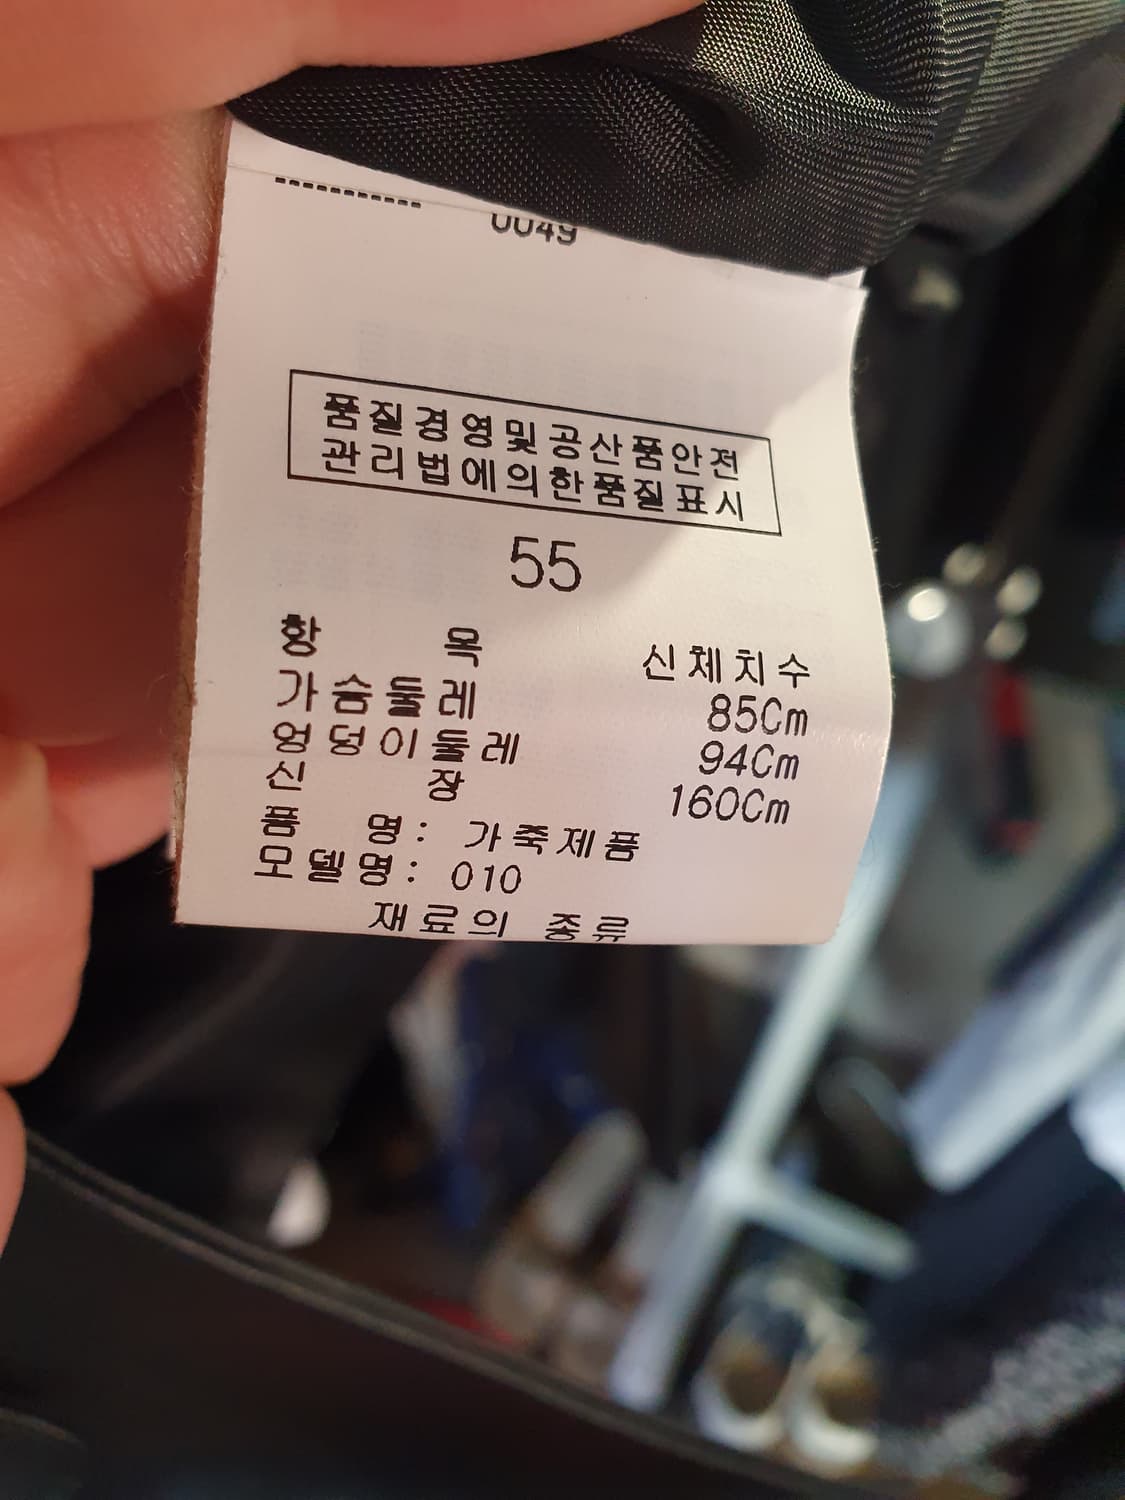 0049
품질경영및공산품안전
관리법에의한품질표시
55
항 목 신체치수
가슴둘레 85Cm
엉덩이둘레 94Cm
신 장 160Cm
품 명: 가죽제품
모델명: 010
재료의 종류